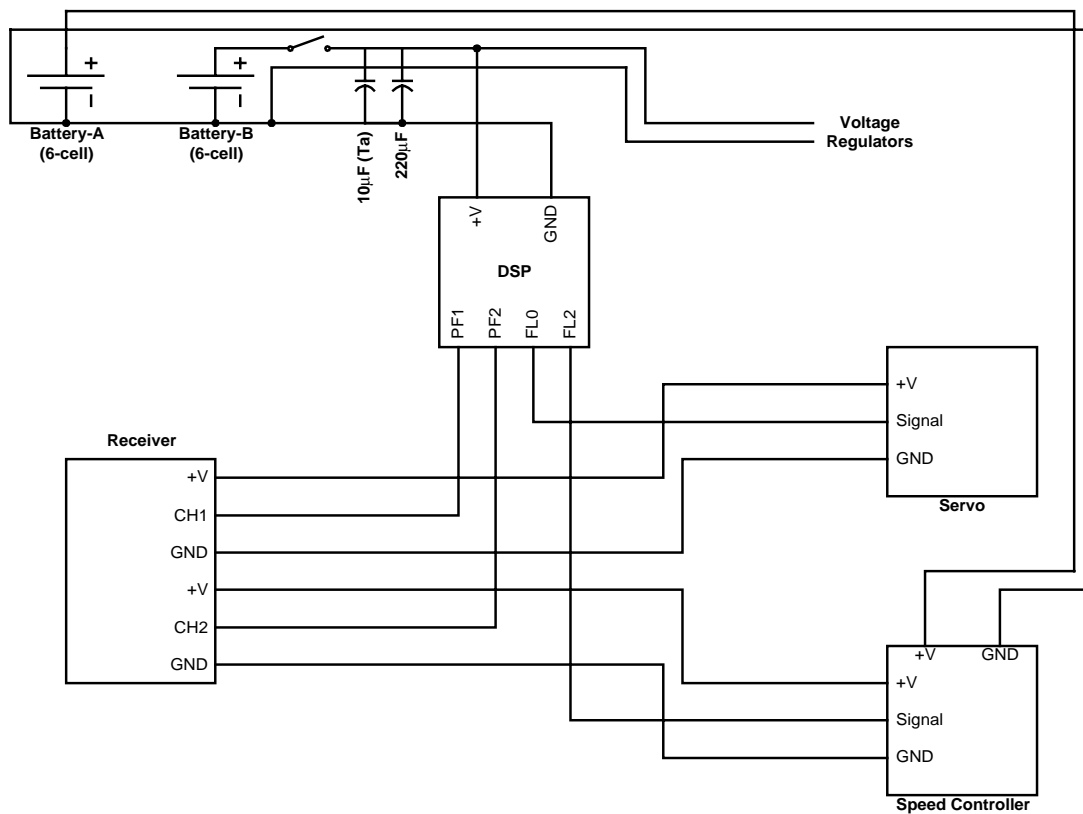 +
+
Battery-A
(6-cell)
Battery-B
(6-cell)
10μF (Ta)
220μF
Voltage
Regulators
+V
GND
DSP
PF1
PF2
FL0
FL2
Receiver
+V
CH1
GND
+V
CH2
GND
+V
Signal
GND
Servo
+V
GND
+V
Signal
GND
Speed Controller